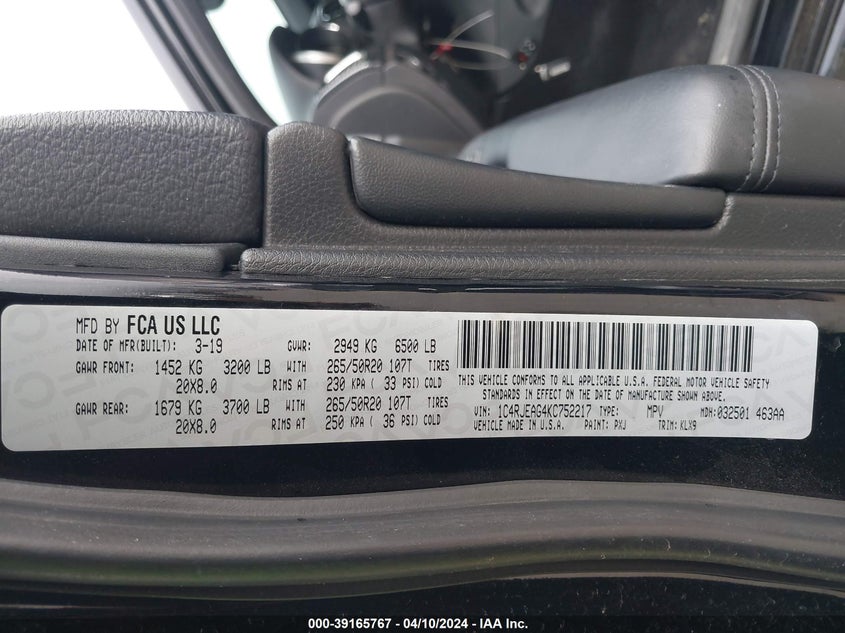 MFD BY FCA US LLC
DATE OF MFR(BUILT): 3-19 GVWR: 2949 KG 6500 LB
GAWR FRONT: 1452 KG 3200 LB WITH 265/50R20 107T TIRES
20X8.0 RIMS AT 230 KPA ( 33 PSI) COLD
GAWR REAR: 1679 KG 3700 LB WITH 265/50R20 107T TIRES
20X8.0 RIMS AT 250 KPA ( 36 PSI) COLD
THIS VEHICLE CONFORMS TO ALL APPLICABLE U.S.A. FEDERAL MOTOR VEHICLE SAFETY
STANDARDS IN EFFECT ON THE DATE OF MANUFACTURE SHOWN ABOVE.
VIN: 1C4RJEAG4KC752217 TYPE: MPV MDH: 032501 463AA
VEHICLE MADE IN U.S.A. PAINT: PXJ TRIM: KLX9
000-39165767 - 04/10/2024 - IAA, Inc.